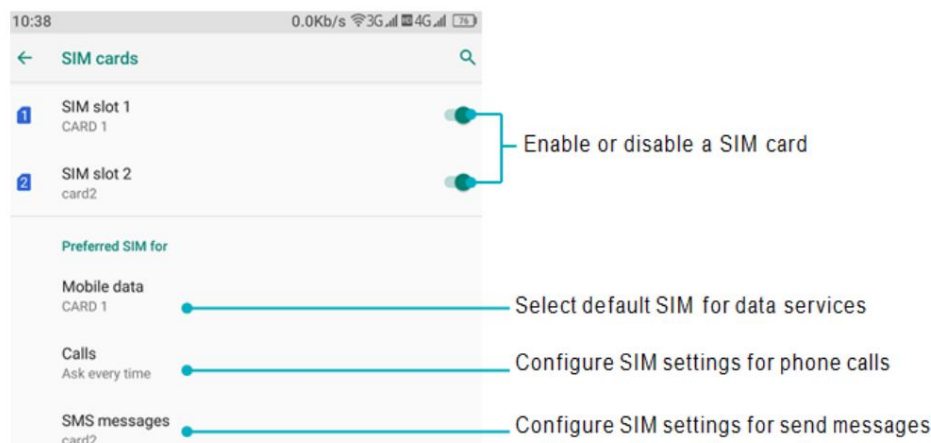 10:38 0.0Kb/s 3G 4G 76
SIM cards
1 SIM slot 1
CARD 1
Enable or disable a SIM card
2 SIM slot 2
card2
Preferred SIM for
Mobile data
CARD 1
Select default SIM for data services
Calls
Ask every time
Configure SIM settings for phone calls
SMS messages
card2
Configure SIM settings for send messages